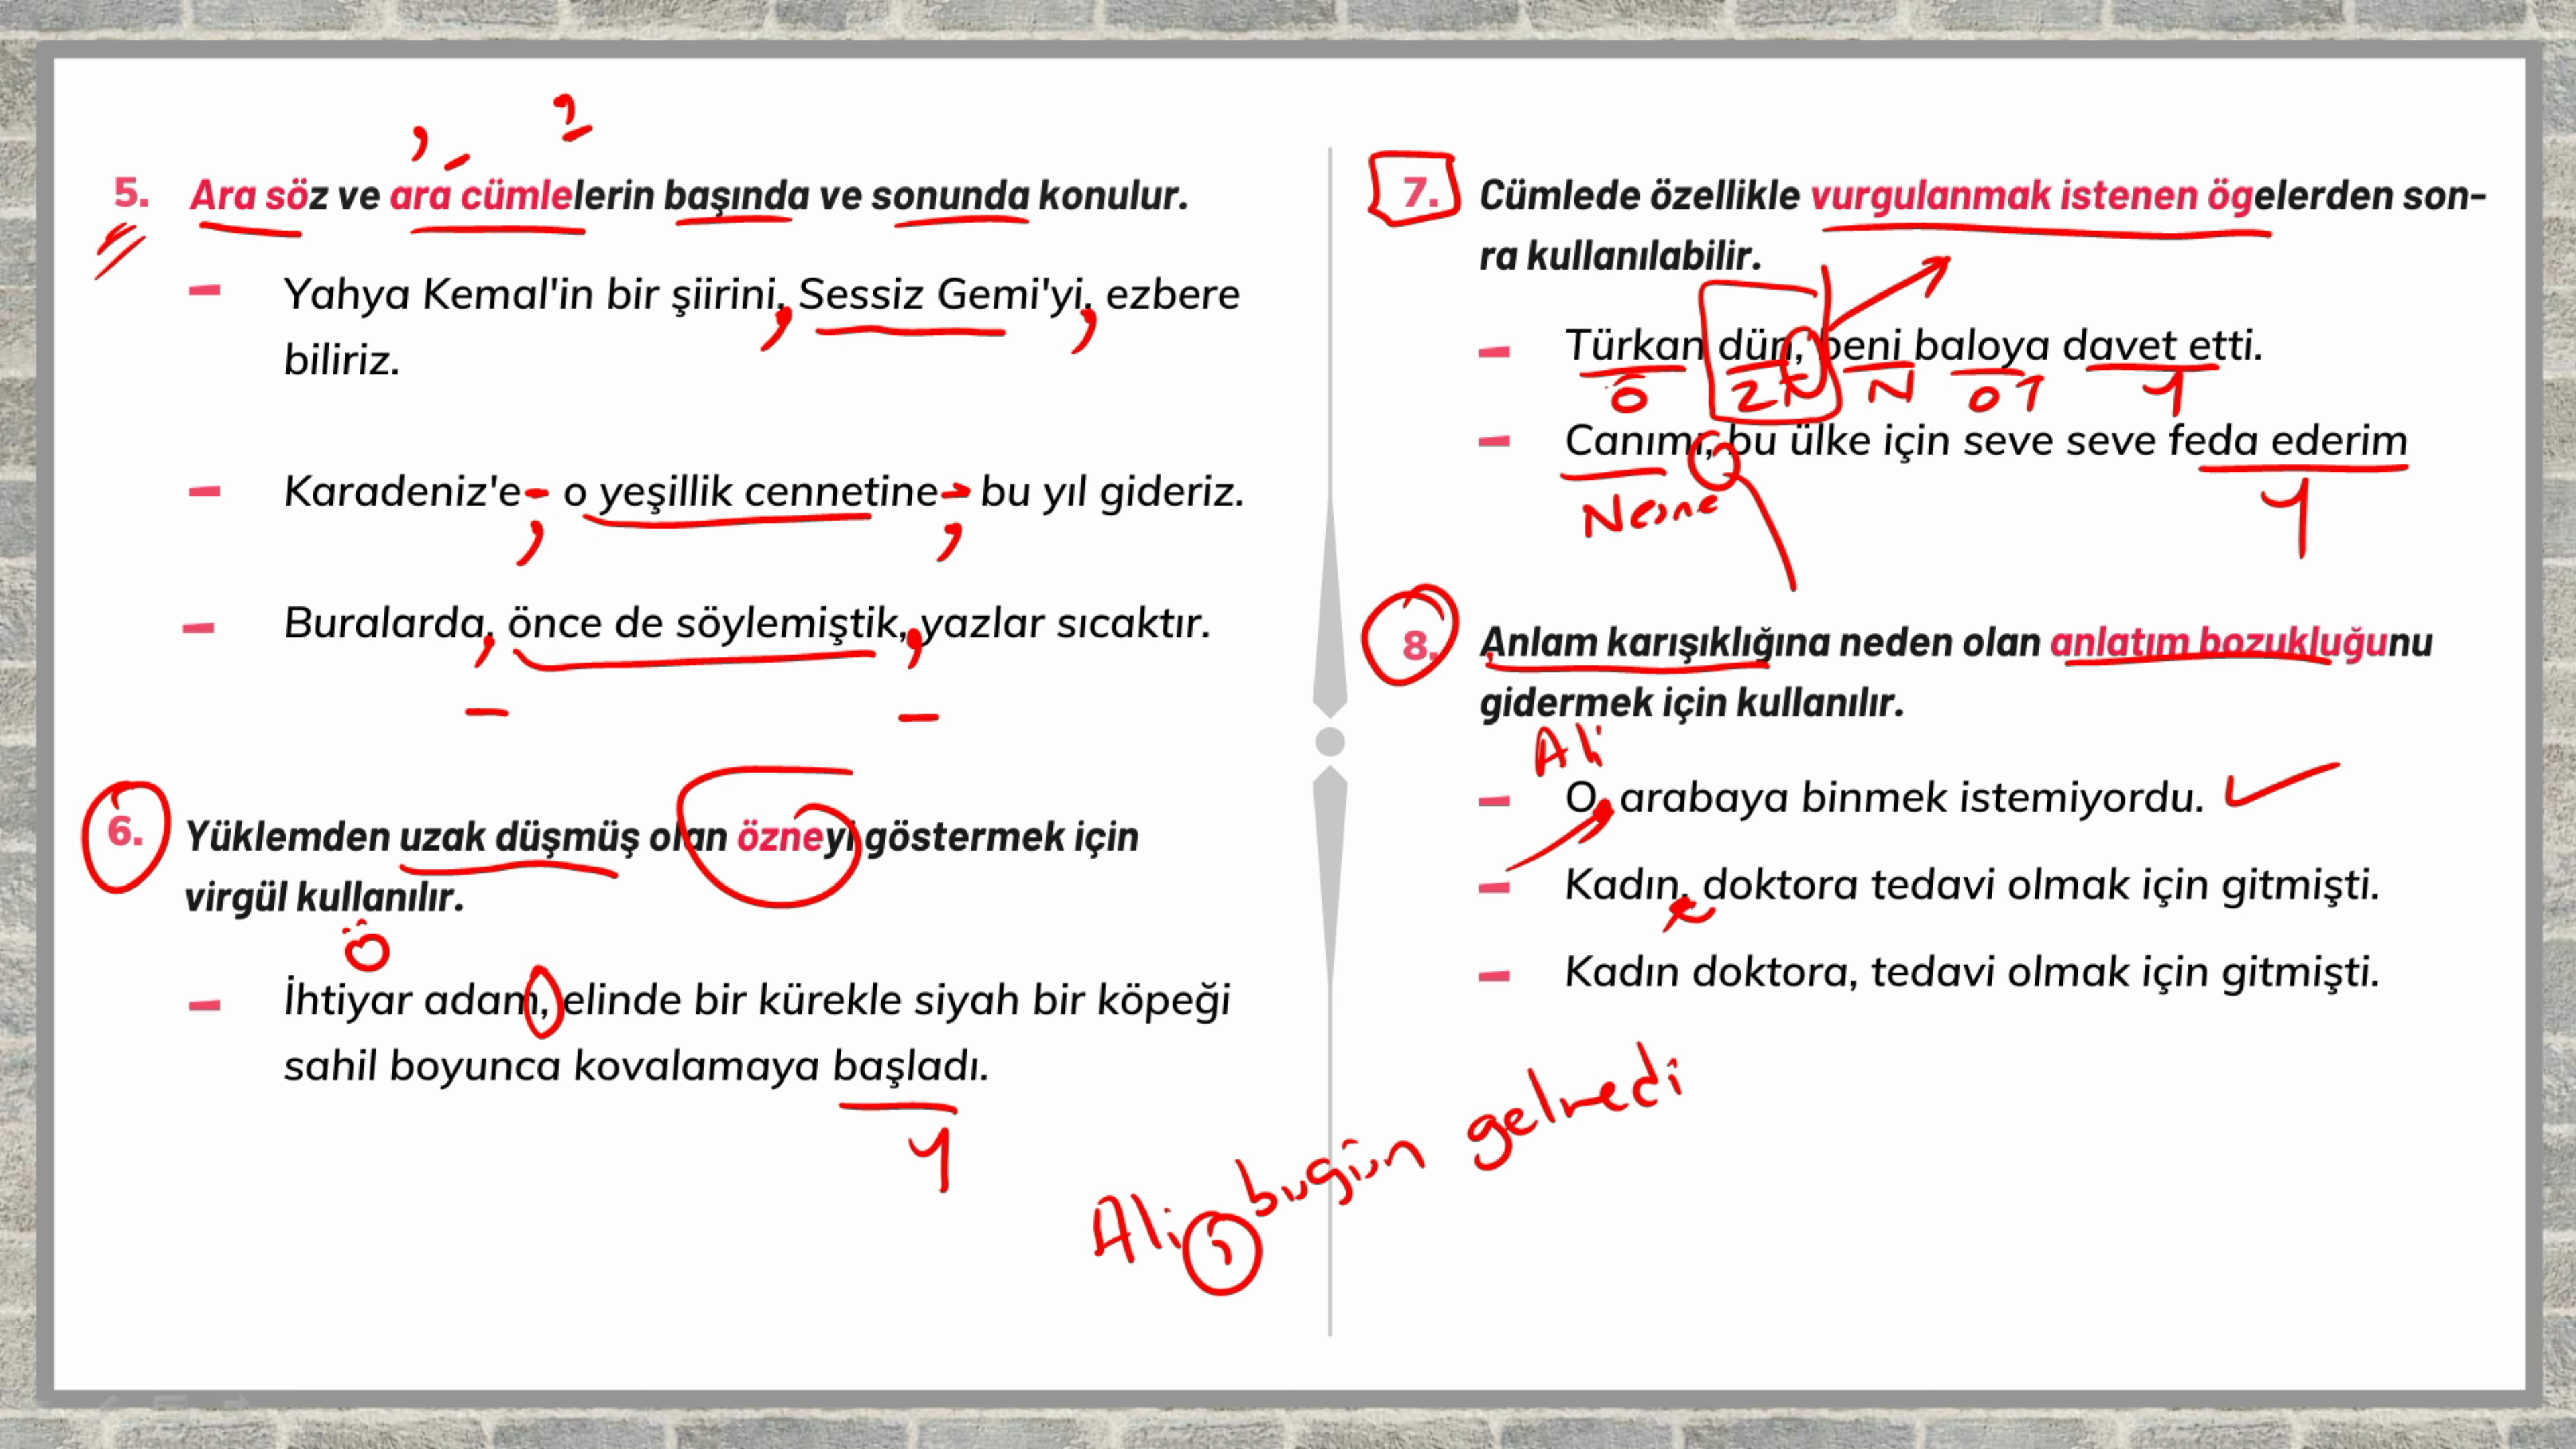 , - ?
5. Ara söz ve ara cümlelerin başında ve sonunda konulur.
- Yahya Kemal'in bir şiirini, Sessiz Gemi'yi, ezbere
biliriz.
- Karadeniz'e- o yeşillik cennetine- bu yıl gideriz.
, ,
- Buralarda, önce de söylemiştik, yazlar sıcaktır.
- -
6. Yüklemden uzak düşmüş olan özneyi göstermek için
virgül kullanılır.
Ö
- İhtiyar adam, elinde bir kürekle siyah bir köpeği
sahil boyunca kovalamaya başladı.
y
Ali, bugün gelmedi
7. Cümlede özellikle vurgulanmak istenen ögelerden son-
ra kullanılabilir.
- Türkan dün, beni baloya davet etti.
Ö ZT N DT Y
- Canımı, bu ülke için seve seve feda ederim
Nesne y
8. Anlam karışıklığına neden olan anlatım bozukluğunu
gidermek için kullanılır.
Ali
- O, arabaya binmek istemiyordu.
- Kadın, doktora tedavi olmak için gitmişti.
- Kadın doktora, tedavi olmak için gitmişti.